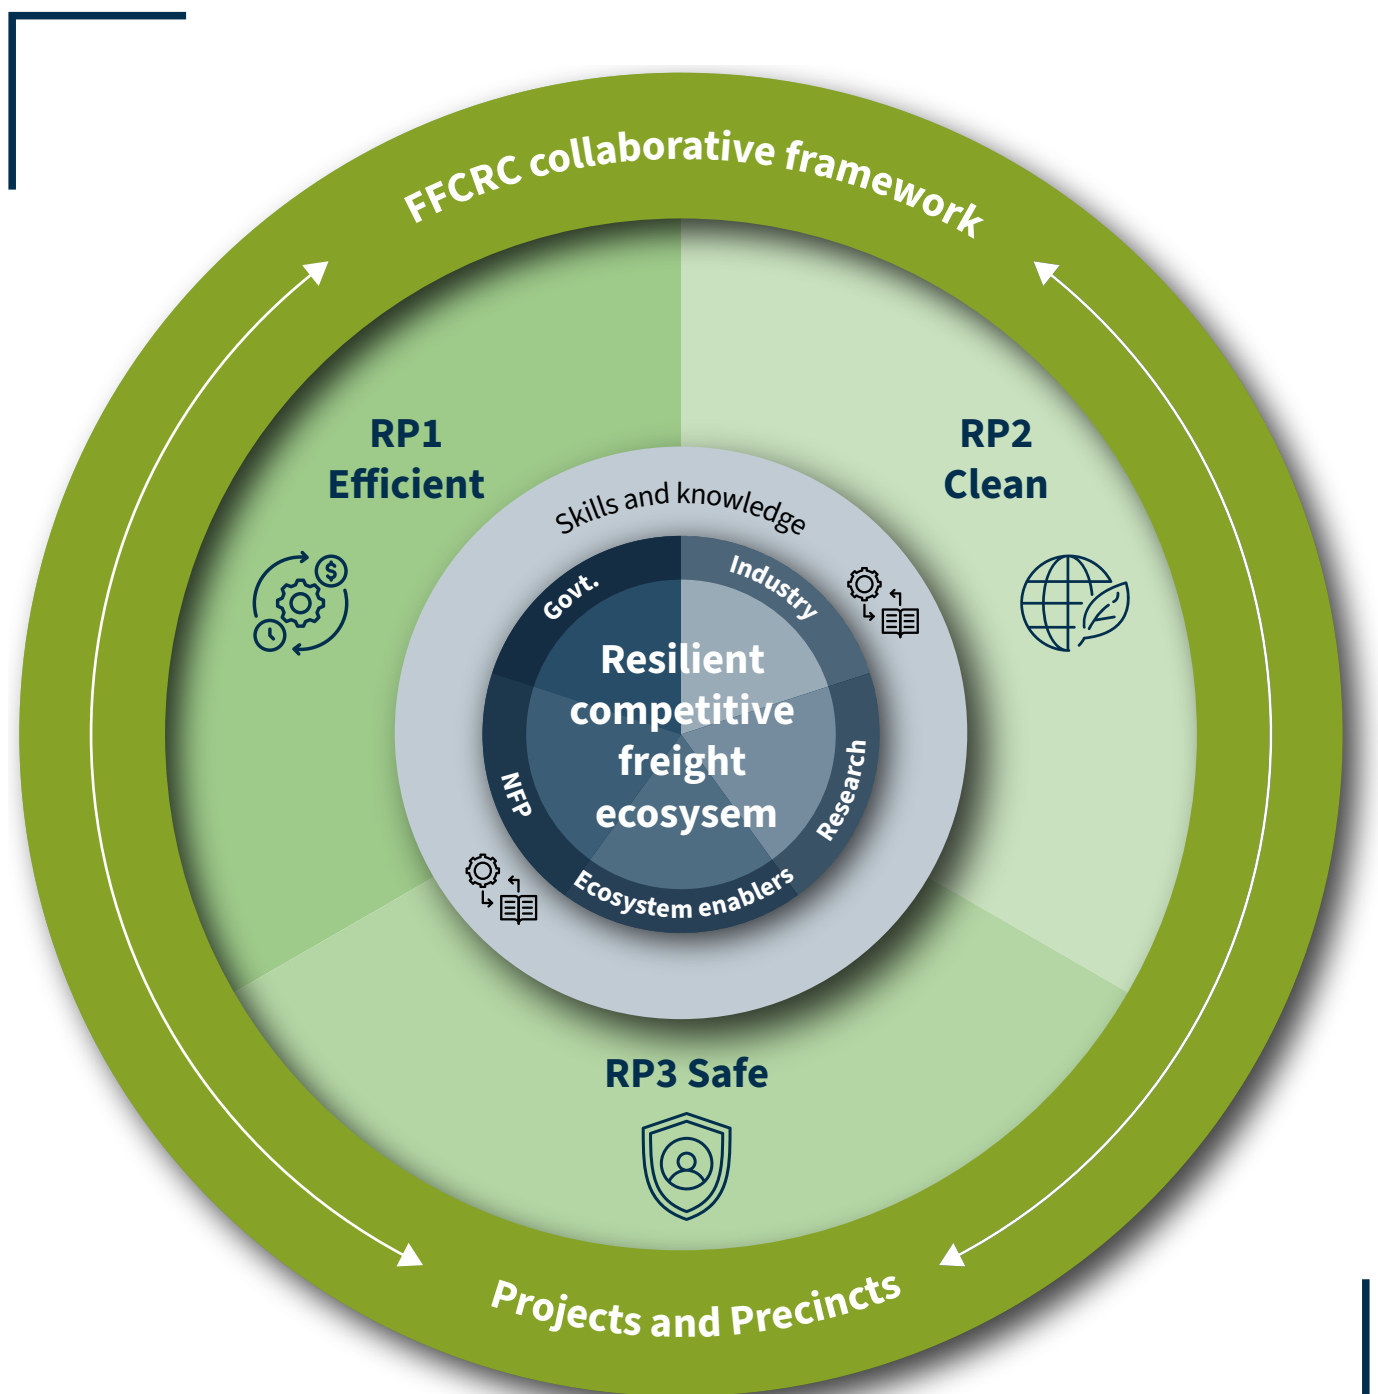 FFCRC collaborative framework
RP1
Efficient
RP2
Clean
Skills and knowledge
Govt.
Industry
$
Resilient
competitive
freight
ecosysem
NFP
Research
Ecosystem enablers
RP3 Safe
Projects and Precincts